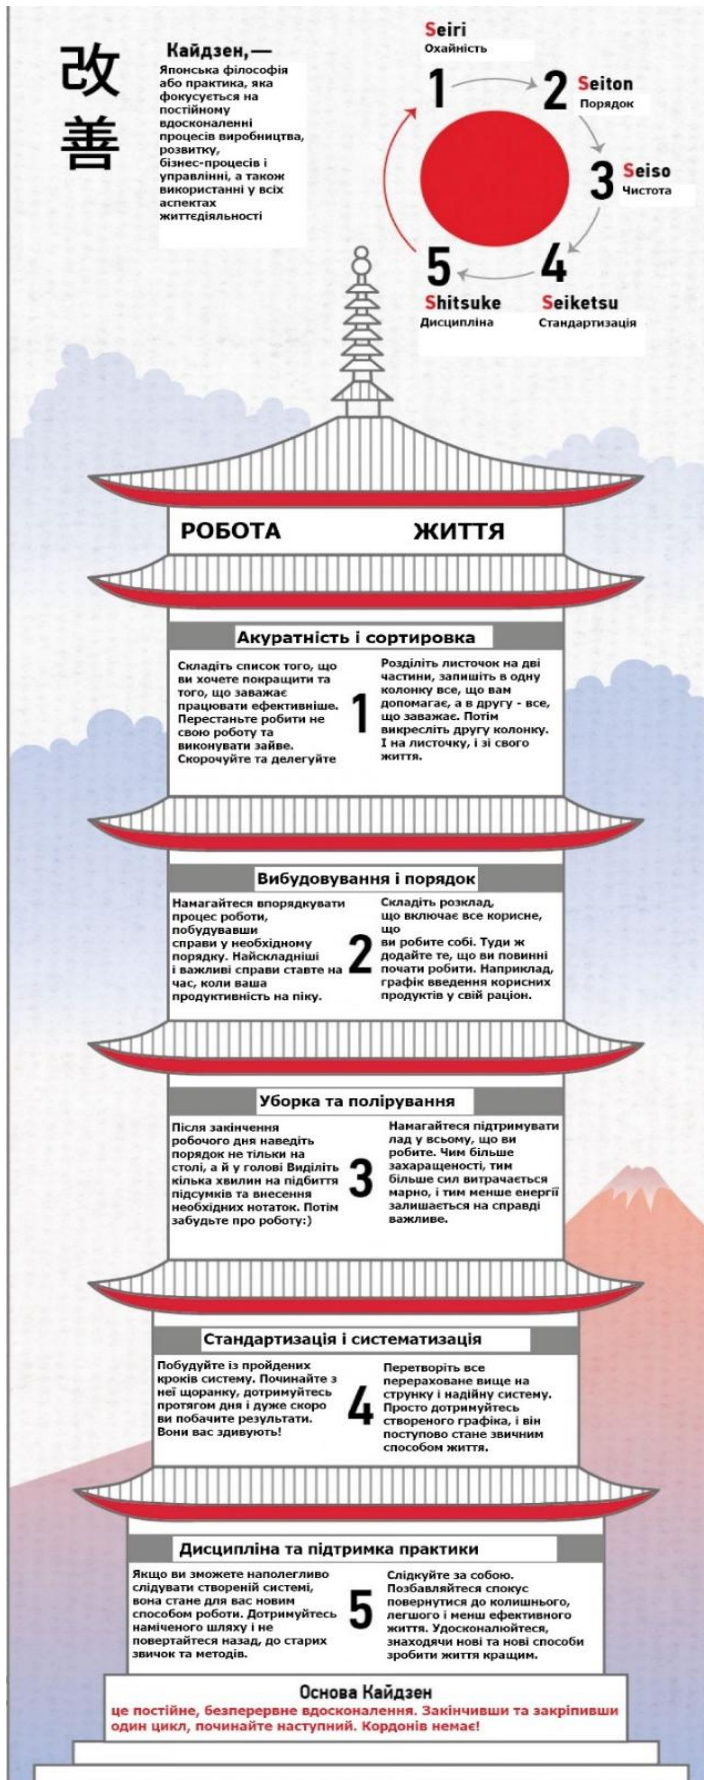 改
善
Кайдзен,—
Японська філософія
або практика, яка
фокусується на
постійному
вдосконаленні
процесів виробництва,
розвитку,
бізнес-процесів і
управлінні, а також
використанні у всіх
аспектах
життєдіяльності
Seiri
Охайність
1
2
Seiton
Порядок
3
Seiso
Чистота
4
Seiketsu
Стандартизація
5
Shitsuke
Дисципліна
РОБОТА
ЖИТТЯ
Акуратність і сортировка
Складіть список того, що
ви хочете покращити та
того, що заважає
працювати ефективніше.
Перестаньте робити не
свою роботу та
виконувати зайве.
Скорочуйте та делегуйте
1
Розділіть листочок на дві
частини, запишіть в одну
колонку все, що вам
допомагає, а в другу - все,
що заважає. Потім
викресліть другу колонку.
І на листочку, і зі свого
життя.
Вибудовування і порядок
Намагайтеся впорядкувати
процес роботи,
побудувавши
справи у необхідному
порядку. Найскладніші
і важливі справи ставте на
час, коли ваша
продуктивність на піку.
2
Складіть розклад,
що включає все корисне,
що
ви робите собі. Туди ж
додайте те, що ви повинні
почати робити. Наприклад,
графік введення корисних
продуктів у свій раціон.
Уборка та полірування
Після закінчення
робочого дня наведіть
порядок не тільки на
столі, а й у голові Виділіть
кілька хвилин на підбиття
підсумків та внесення
необхідних нотаток. Потім
забудьте про роботу:)
3
Намагайтеся підтримувати
лад у всьому, що ви
робите. Чим більше
захаращеності, тим
більше сил витрачається
марно, і тим менше енергії
залишається на справді
важливе.
Стандартизація і систематизація
Побудуйте із пройдених
кроків систему. Починайте з
неї щоранку, дотримуйтесь
протягом дня і дуже скоро
ви побачите результати.
Вони вас здивують!
4
Перетворіть все
перераховане вище на
струнку і надійну систему.
Просто дотримуйтесь
створеного графіка, і він
поступово стане звичним
способом життя.
Дисципліна та підтримка практики
Якщо ви зможете наполегливо
слідувати створеній системі,
вона стане для вас новим
способом роботи. Дотримуйтесь
наміченого шляху і не
повертайтеся назад, до старих
звичок та методів.
5
Слідкуйте за собою.
Позбавляйтеся спокус
повернутися до колишнього,
легшого і менш ефективного
життя. Удосконалюйтеся,
знаходячи нові та нові способи
зробити життя кращим.
Основа Кайдзен
це постійне, безперервне вдосконалення. Закінчивши та закріпивши
один цикл, починайте наступний. Кордонів немає!